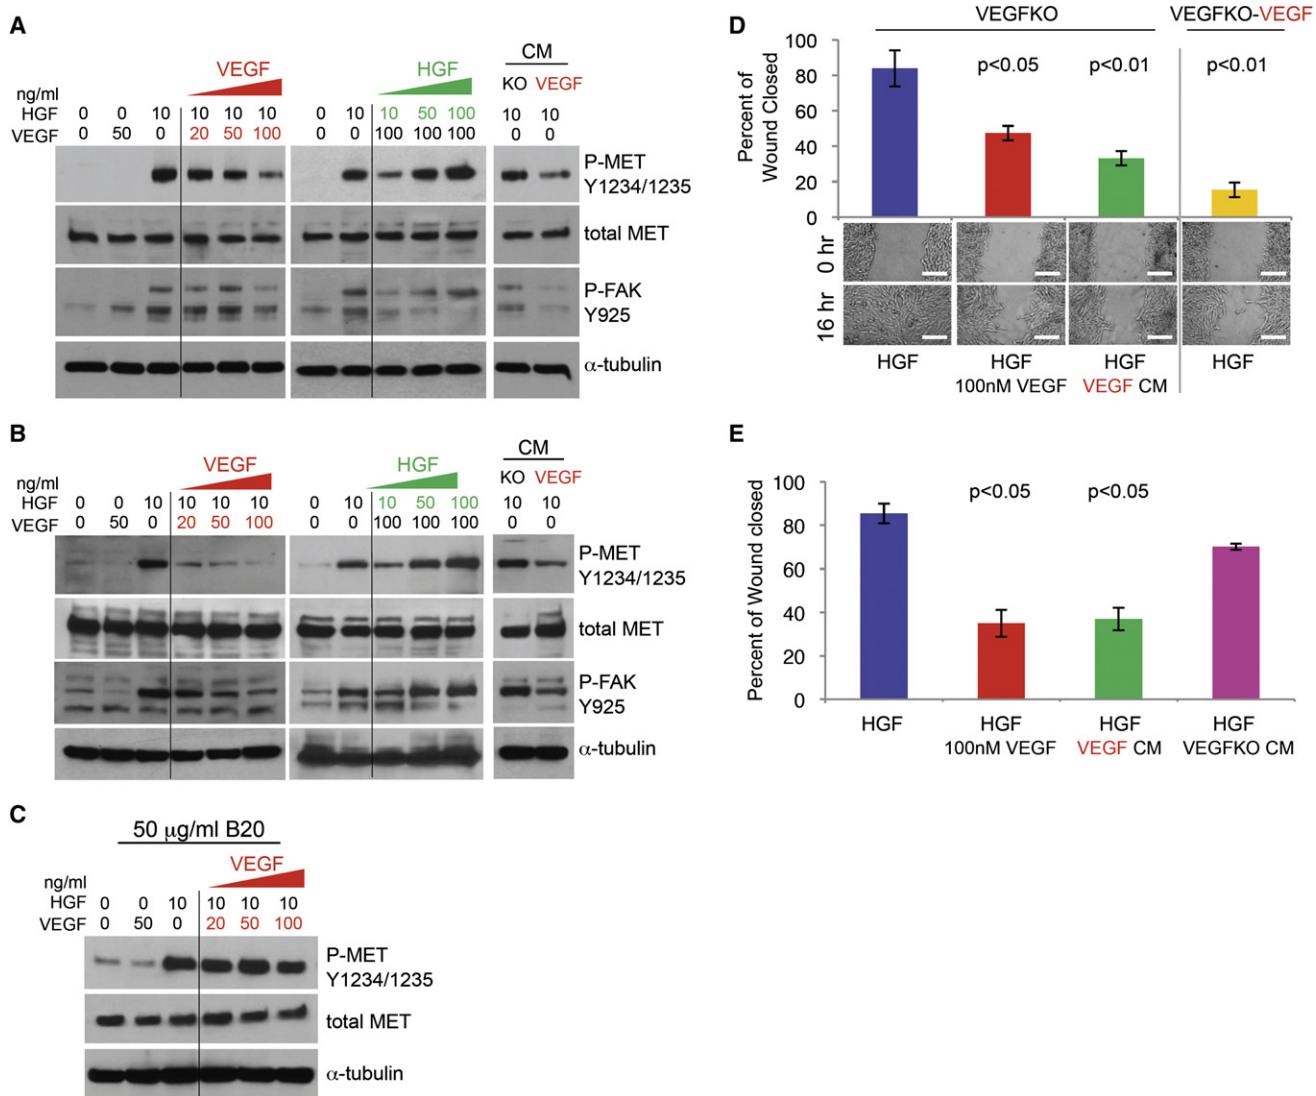 A
VEGF
HGF
CM
KO VEGF
ng/ml
HGF 0 0 10 10 10 10 0 10 10 50 100 10 10
VEGF 0 50 0 20 50 100 0 0 100 100 100 0 0
P-MET
Y1234/1235
total MET
P-FAK
Y925
α-tubulin
B
VEGF
HGF
CM
KO VEGF
ng/ml
HGF 0 0 10 10 10 10 0 10 10 50 100 10 10
VEGF 0 50 0 20 50 100 0 0 100 100 100 0 0
P-MET
Y1234/1235
total MET
P-FAK
Y925
α-tubulin
C
50 µg/ml B20
VEGF
ng/ml
HGF 0 0 10 10 10 10
VEGF 0 50 0 20 50 100
P-MET
Y1234/1235
total MET
α-tubulin
D
VEGFKO VEGFKO-VEGF
Percent of
Wound Closed
100
80
60
40
20
0
p<0.05 p<0.01 p<0.01
0 hr
16 hr
HGF HGF HGF HGF
100nM VEGF VEGF CM
E
Percent of Wound closed
100
80
60
40
20
0
p<0.05 p<0.05
HGF HGF HGF HGF
100nM VEGF VEGF CM VEGFKO CM